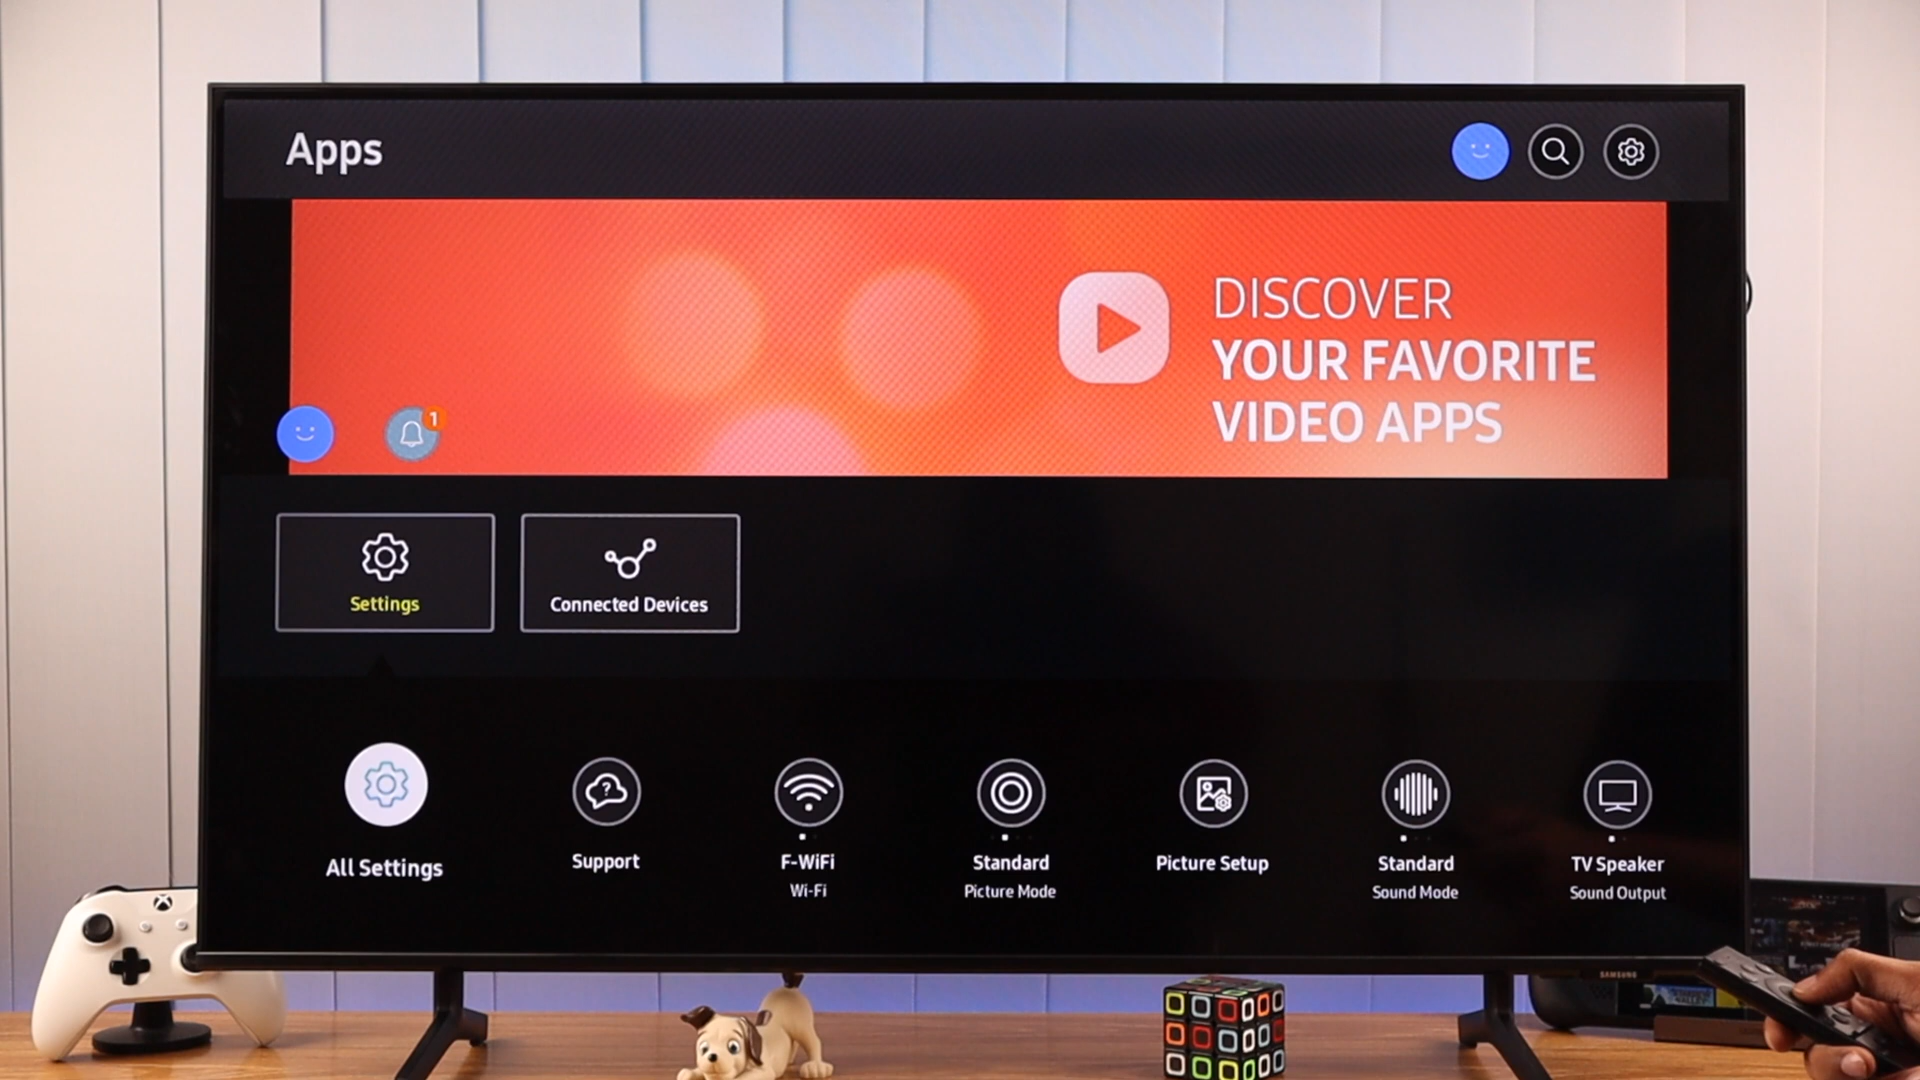 Apps
DISCOVER
YOUR FAVORITE
VIDEO APPS
1
Settings
Connected Devices
All Settings
Support
F-WiFi
Wi-Fi
Standard
Picture Mode
Picture Setup
Standard
Sound Mode
TV Speaker
Sound Output
SAMSUNG